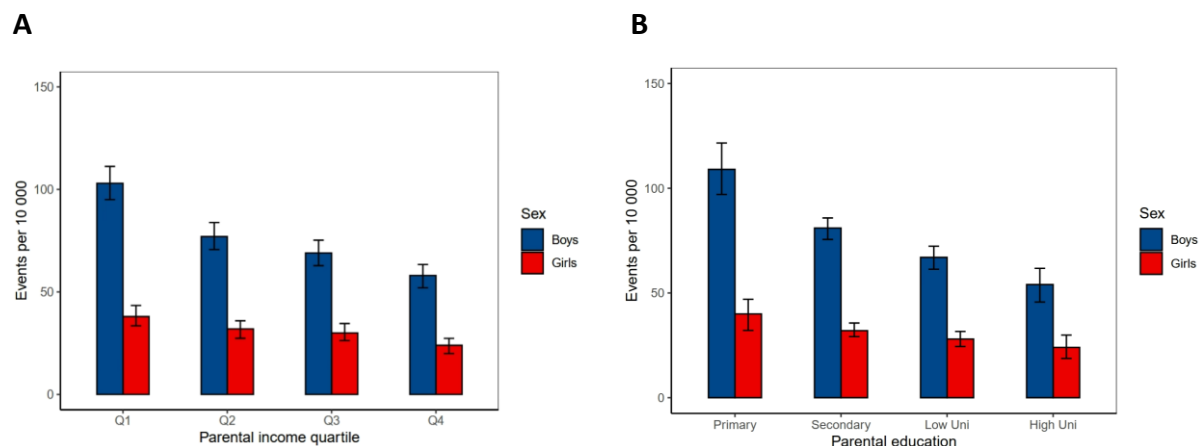 A
150
100
50
0
Events per 10 000
Q1 Q2 Q3 Q4
Parental income quartile
Sex
Boys
Girls
B
150
100
50
0
Events per 10 000
Primary Secondary Low Uni High Uni
Parental education
Sex
Boys
Girls